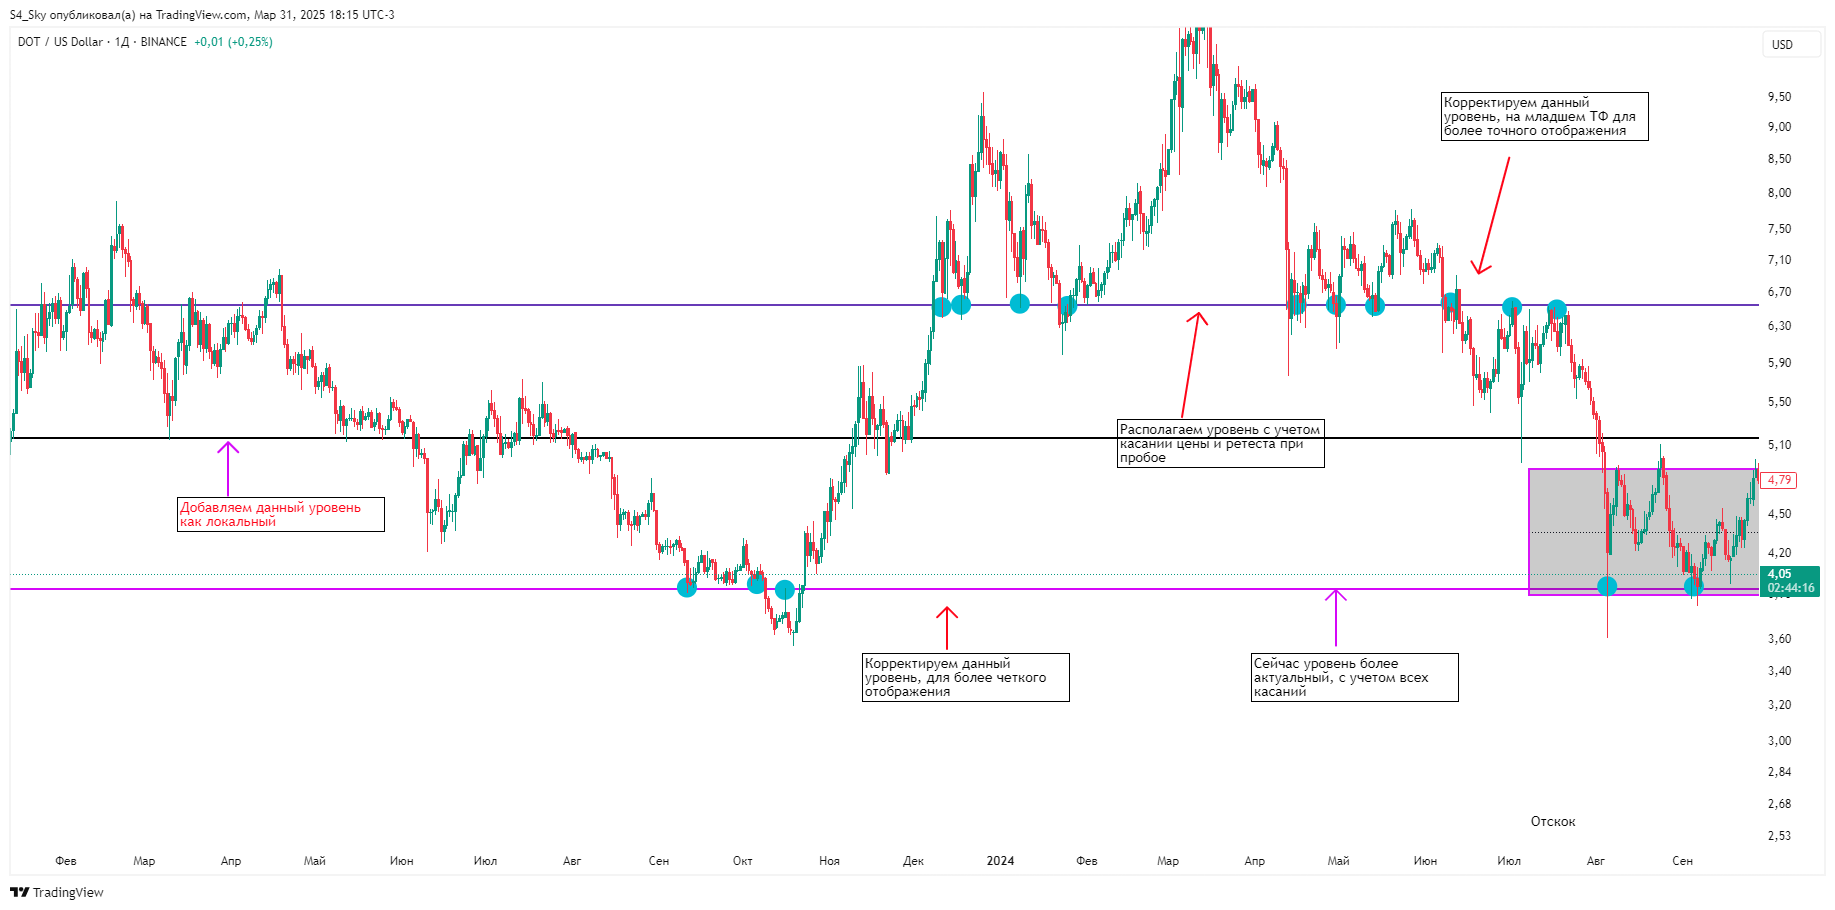 S4_Sky опубликовал(а) на TradingView.com, Мар 31, 2025 18:15 UTC-3
DOT / US Dollar · 1Д · BINANCE +0,01 (+0,25%)
USD
9,50
9,00
8,50
8,00
7,50
7,10
6,70
6,30
5,90
5,50
5,10
4,79
4,50
4,20
4,05
02:44:16
3,60
3,40
3,20
3,00
2,84
2,68
2,53
Корректируем данный
уровень, на младшем ТФ для
более точного отображения
Располагаем уровень с учетом
касании цены и ретеста при
пробое
Добавляем данный уровень
как локальный
Корректируем данный
уровень, для более четкого
отображения
Сейчас уровень более
актуальный, с учетом всех
касаний
Отскок
Фев Мар Апр Май Июн Июл Авг Сен Окт Ноя Дек 2024 Фев Мар Апр Май Июн Июл Авг Сен
TradingView